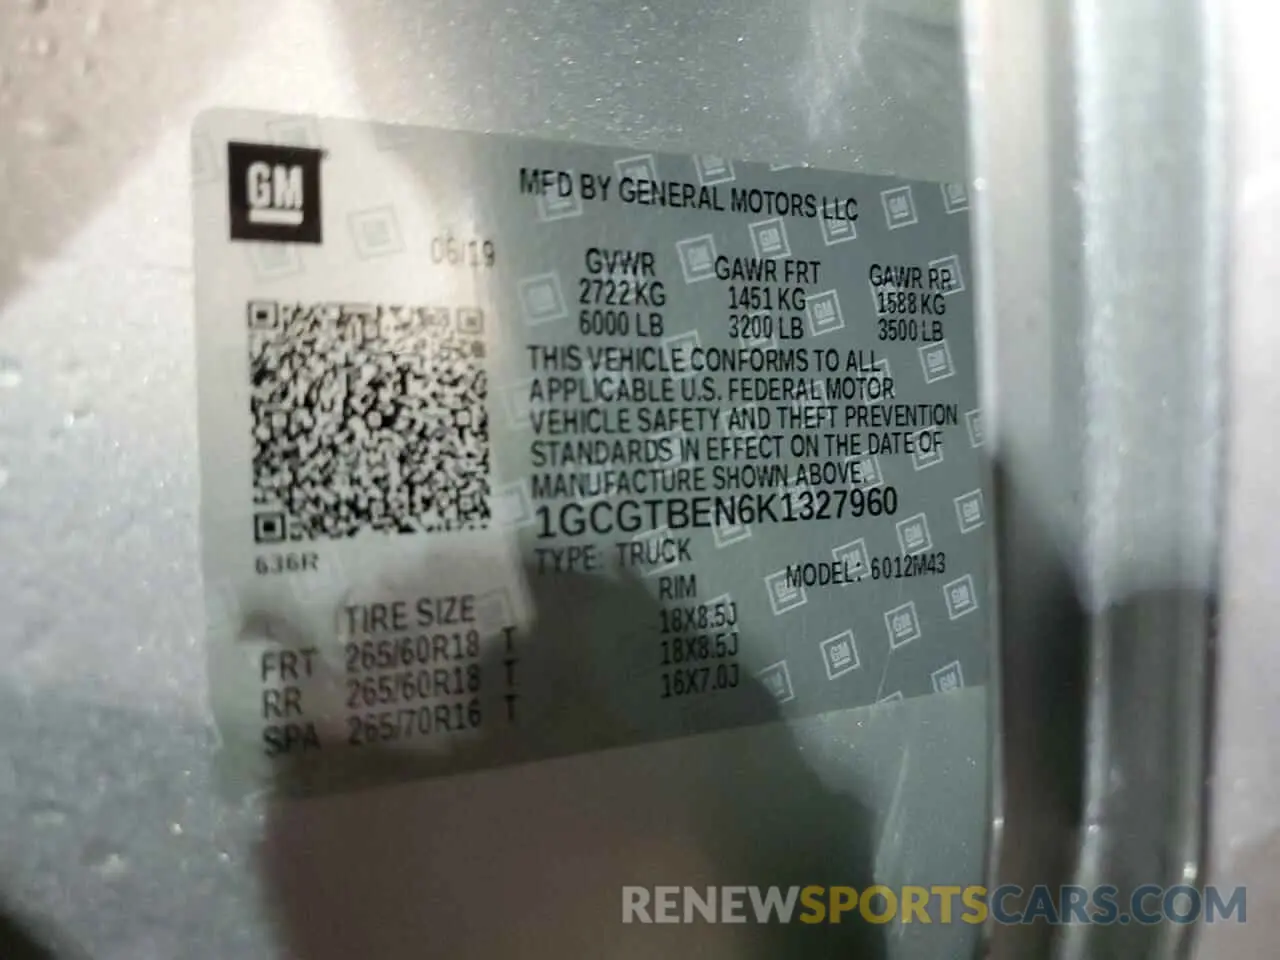 GM
MFD BY GENERAL MOTORS LLC
06/19
GVWR GAWR FRT GAWR RR
2722 KG 1451 KG 1588 KG
6000 LB 3200 LB 3500 LB
THIS VEHICLE CONFORMS TO ALL
APPLICABLE U.S. FEDERAL MOTOR
VEHICLE SAFETY AND THEFT PREVENTION
STANDARDS IN EFFECT ON THE DATE OF
MANUFACTURE SHOWN ABOVE.
1GCGTBEN6K1327960
636R
TYPE: TRUCK MODEL: 6012M43
TIRE SIZE RIM
FRT 265/60R18 T 18X8.5J
RR 265/60R18 T 18X8.5J
SPA 265/70R16 T 16X7.0J
RENEWSPORTSCARS.COM